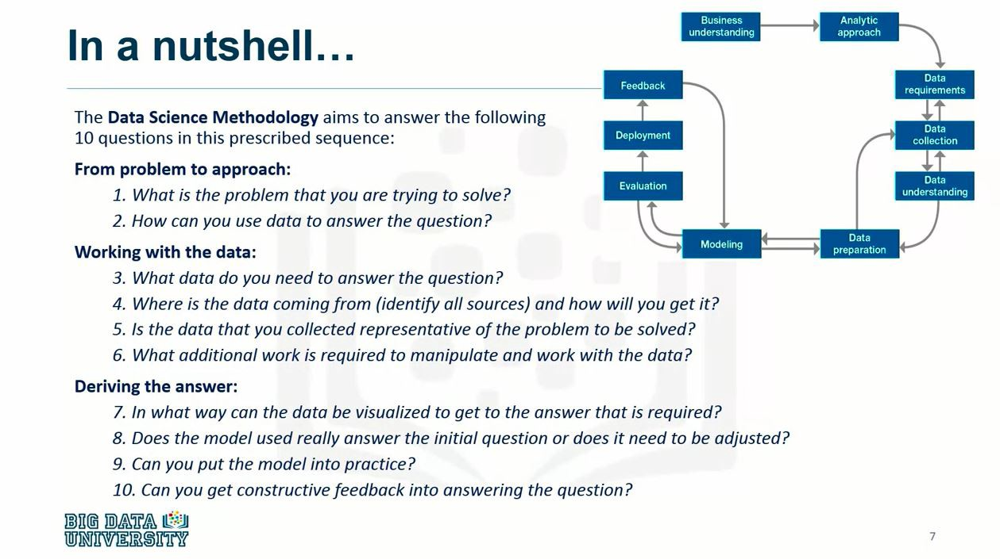 In a nutshell...
Business
understanding
Analytic
approach
Feedback
Data
requirements
Deployment
Data
collection
Evaluation
Data
understanding
Modeling
Data
preparation
The Data Science Methodology aims to answer the following
10 questions in this prescribed sequence:
From problem to approach:
1. What is the problem that you are trying to solve?
2. How can you use data to answer the question?
Working with the data:
3. What data do you need to answer the question?
4. Where is the data coming from (identify all sources) and how will you get it?
5. Is the data that you collected representative of the problem to be solved?
6. What additional work is required to manipulate and work with the data?
Deriving the answer:
7. In what way can the data be visualized to get to the answer that is required?
8. Does the model used really answer the initial question or does it need to be adjusted?
9. Can you put the model into practice?
10. Can you get constructive feedback into answering the question?
BIG DATA
UNIVERSITY
7